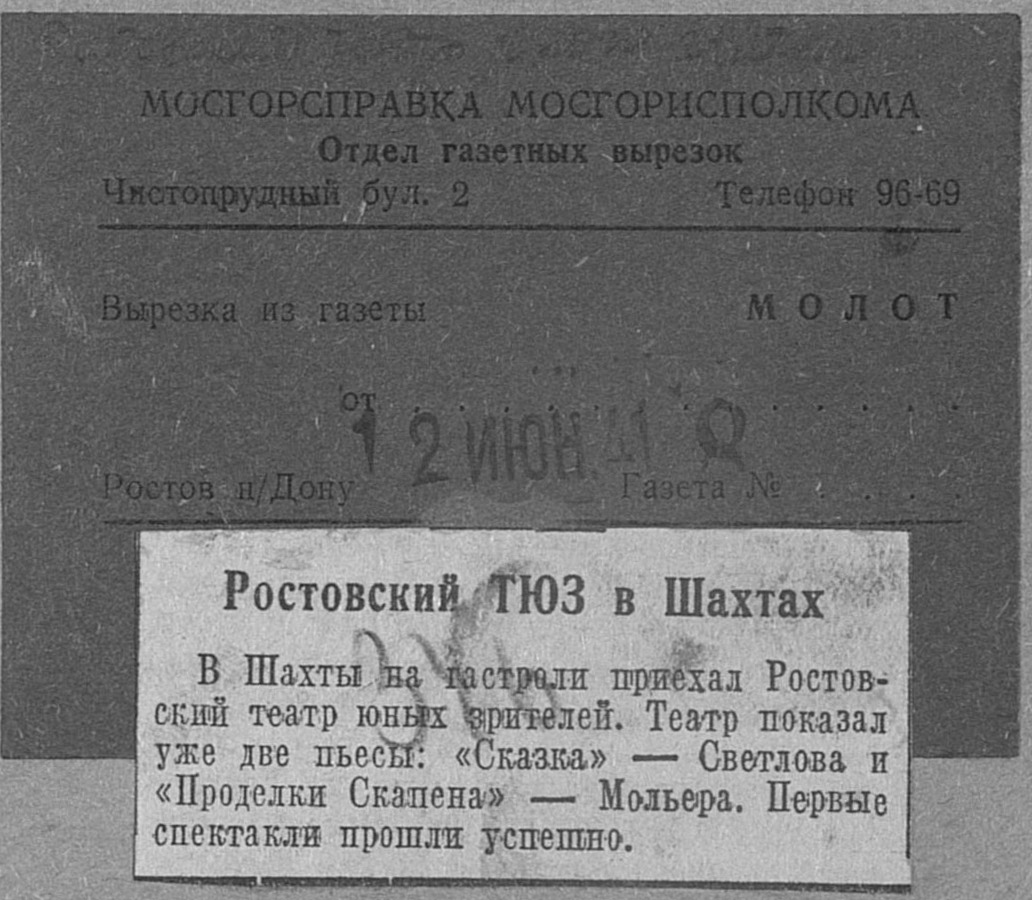 МОСГОРСПРАВКА МОСГОРИСПОЛКОМА
Отдел газетных вырезок
Чистопрудный бул. 2 Телефон 96-69
Вырезка из газеты МОЛОТ
от . . . . . . . . . . . . .
12 ИЮН. 41
Ростов н/Дону Газета № . . . .
Ростовский ТЮЗ в Шахтах
В Шахты на гастроли приехал Ростов-
ский театр юных зрителей. Театр показал
уже две пьесы: «Сказка» — Светлова и
«Проделки Скапена» — Мольера. Первые
спектакли прошли успешно.